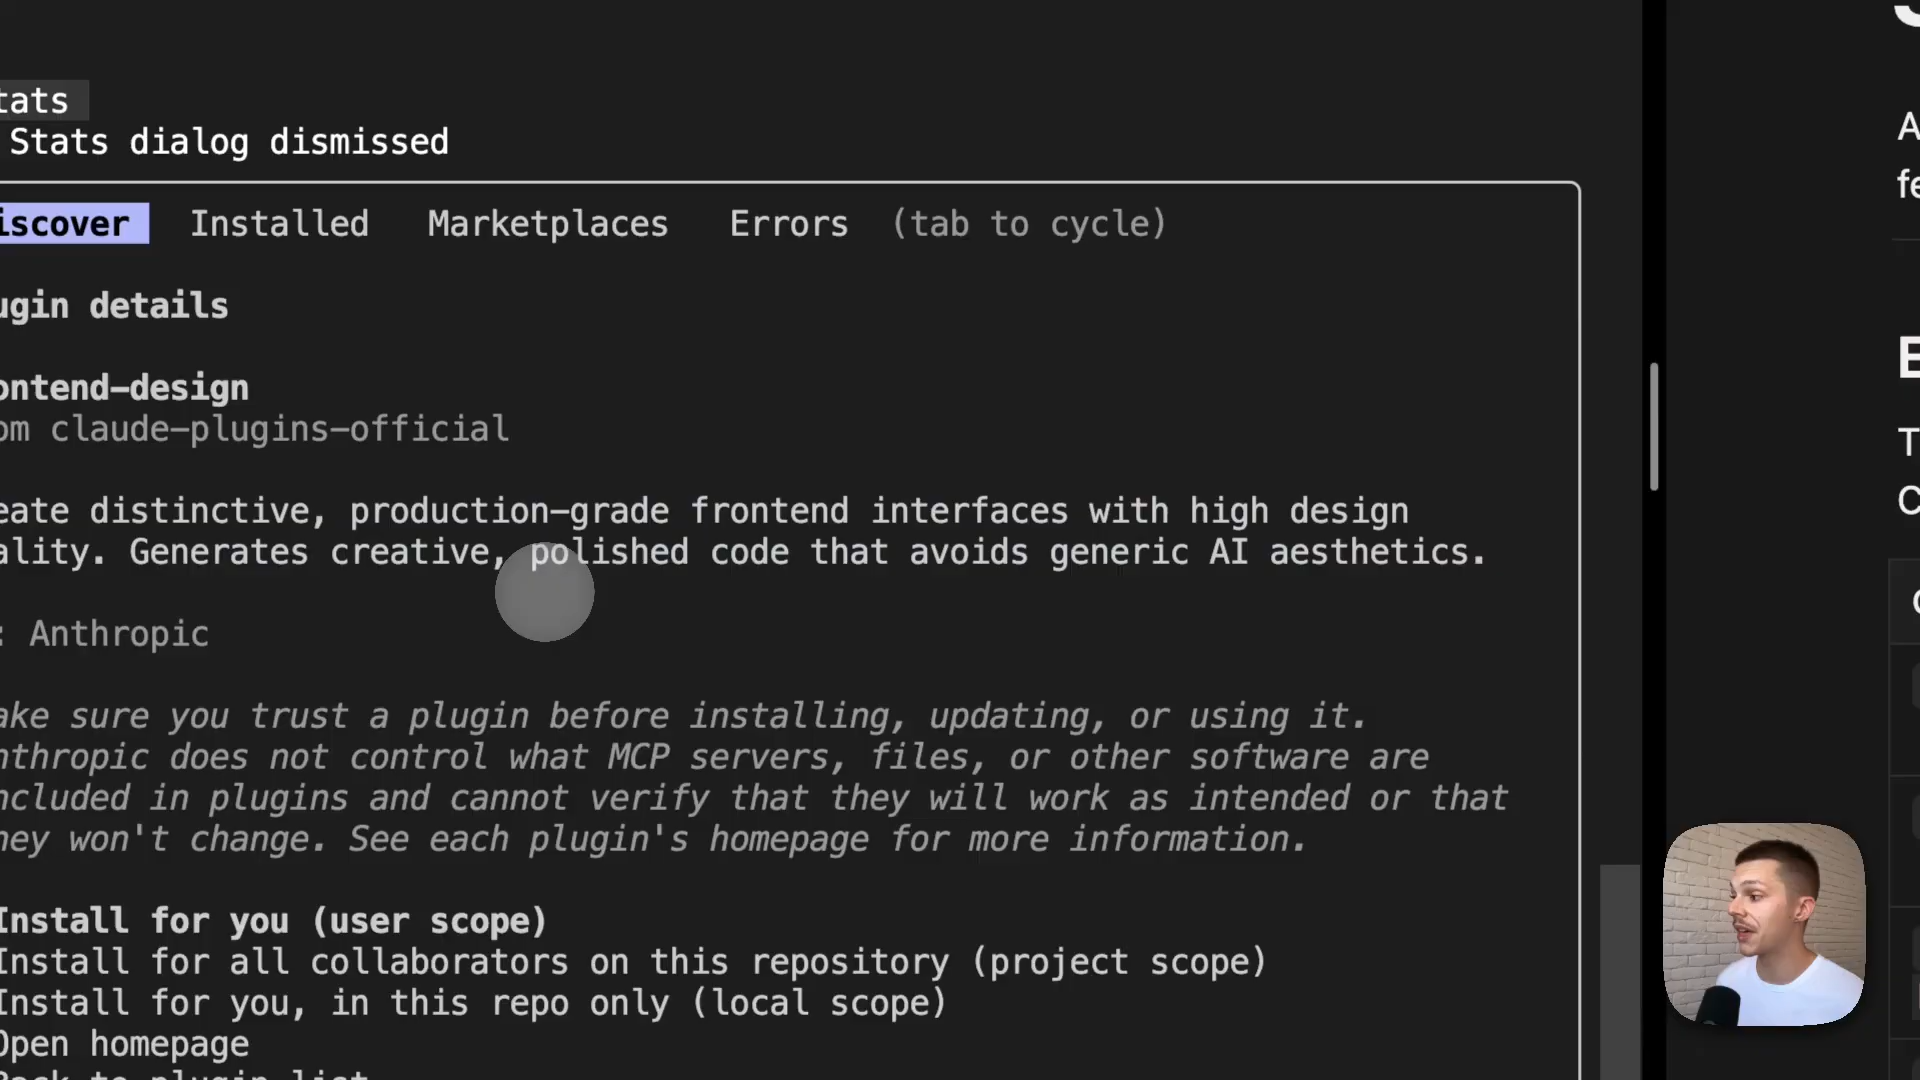 tats
Stats dialog dismissed
iscover Installed Marketplaces Errors (tab to cycle)
ugin details
ontend-design
om claude-plugins-official
eate distinctive, production-grade frontend interfaces with high design
ality. Generates creative, polished code that avoids generic AI aesthetics.
: Anthropic
ake sure you trust a plugin before installing, updating, or using it.
nthropic does not control what MCP servers, files, or other software are
ncluded in plugins and cannot verify that they will work as intended or that
hey won't change. See each plugin's homepage for more information.
Install for you (user scope)
Install for all collaborators on this repository (project scope)
Install for you, in this repo only (local scope)
Open homepage
Back to plugin list
A
fe
E
T
C